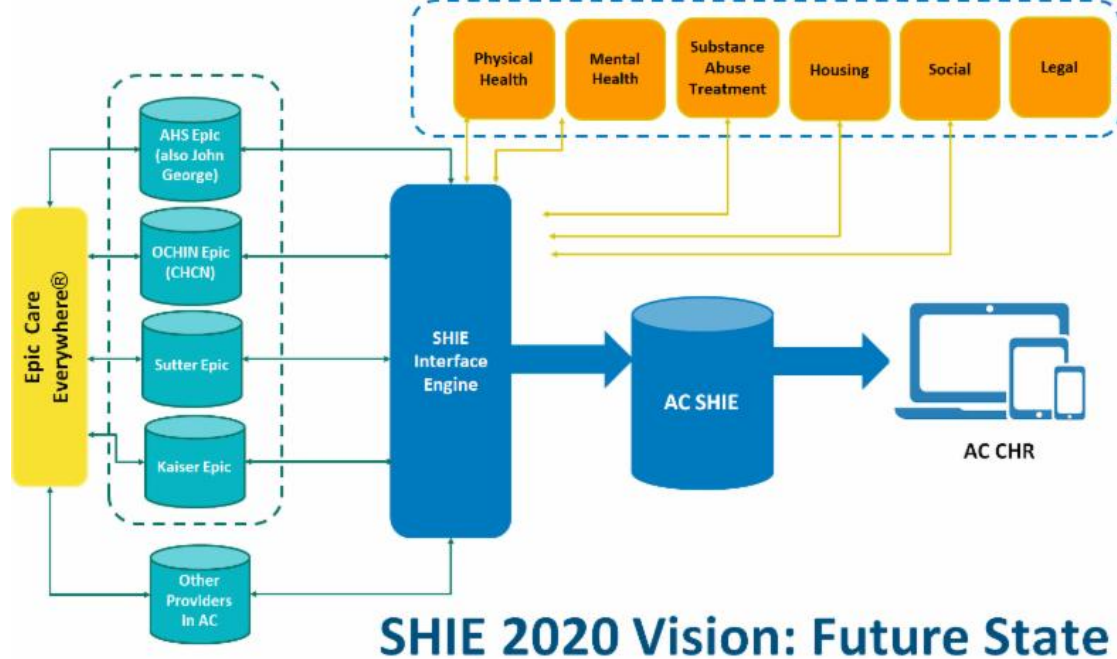 Physical
Health
Mental
Health
Substance
Abuse
Treatment
Housing
Social
Legal
AHS Epic
(also John
George)
OCHIN Epic
(CHCN)
Sutter Epic
Kaiser Epic
Other
Providers
In AC
Epic Care
Everywhere®
SHIE
Interface
Engine
AC SHIE
AC CHR
SHIE 2020 Vision: Future State